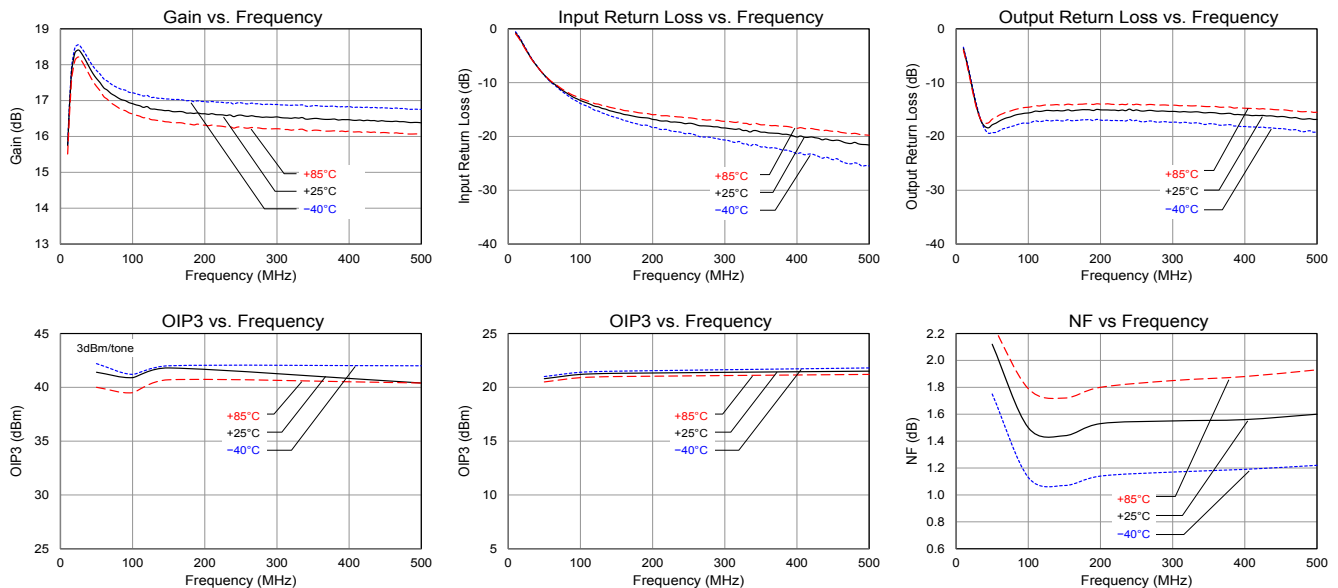 Gain vs. Frequency
Gain (dB)
19
18
17
16
15
14
13
+85°C
+25°C
−40°C
0
100
200
300
400
500
Frequency (MHz)
Input Return Loss vs. Frequency
Input Return Loss (dB)
0
-10
-20
-30
-40
+85°C
+25°C
−40°C
0
100
200
300
400
500
Frequency (MHz)
Output Return Loss vs. Frequency
Output Return Loss (dB)
0
-10
-20
-30
-40
+85°C
+25°C
−40°C
0
100
200
300
400
500
Frequency (MHz)
OIP3 vs. Frequency
OIP3 (dBm)
45
40
35
30
25
3dBm/tone
+85°C
+25°C
−40°C
0
100
200
300
400
500
Frequency (MHz)
OIP3 vs. Frequency
OIP3 (dBm)
25
20
15
10
5
+85°C
+25°C
−40°C
0
100
200
300
400
500
Frequency (MHz)
NF vs Frequency
NF (dB)
2.2
2.0
1.8
1.6
1.4
1.2
1.0
0.8
0.6
+85°C
+25°C
−40°C
0
100
200
300
400
500
Frequency (MHz)